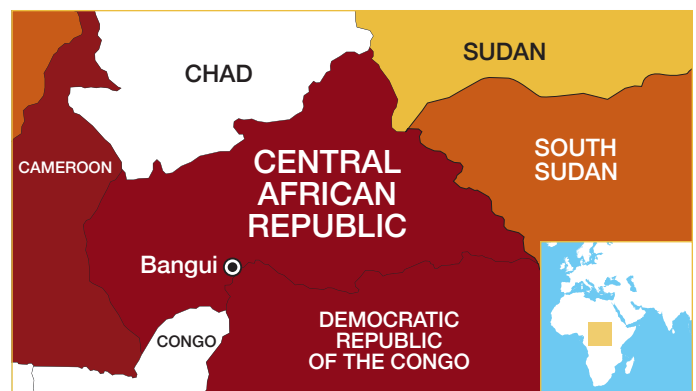 SUDAN
CHAD
CENTRAL
AFRICAN
REPUBLIC
SOUTH
SUDAN
CAMEROON
Bangui
CONGO
DEMOCRATIC
REPUBLIC
OF THE CONGO